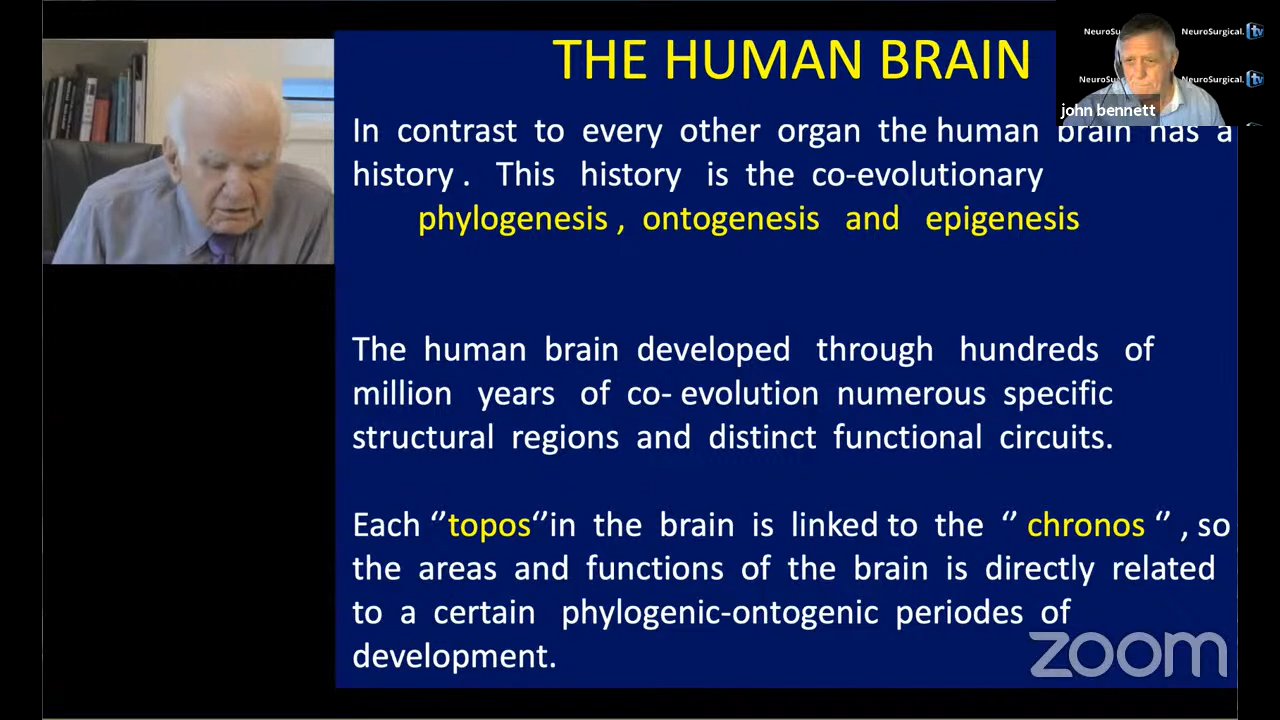 THE HUMAN BRAIN
In contrast to every other organ the human brain has a
history . This history is the co-evolutionary
phylogenesis , ontogenesis and epigenesis
The human brain developed through hundreds of
million years of co- evolution numerous specific
structural regions and distinct functional circuits.
Each ‘’topos‘’in the brain is linked to the ‘’ chronos ‘’ , so
the areas and functions of the brain is directly related
to a certain phylogenic-ontogenic periodes of
development.
NeuroSurgical.tv
NeuroSurgical.tv
john bennett
zoom